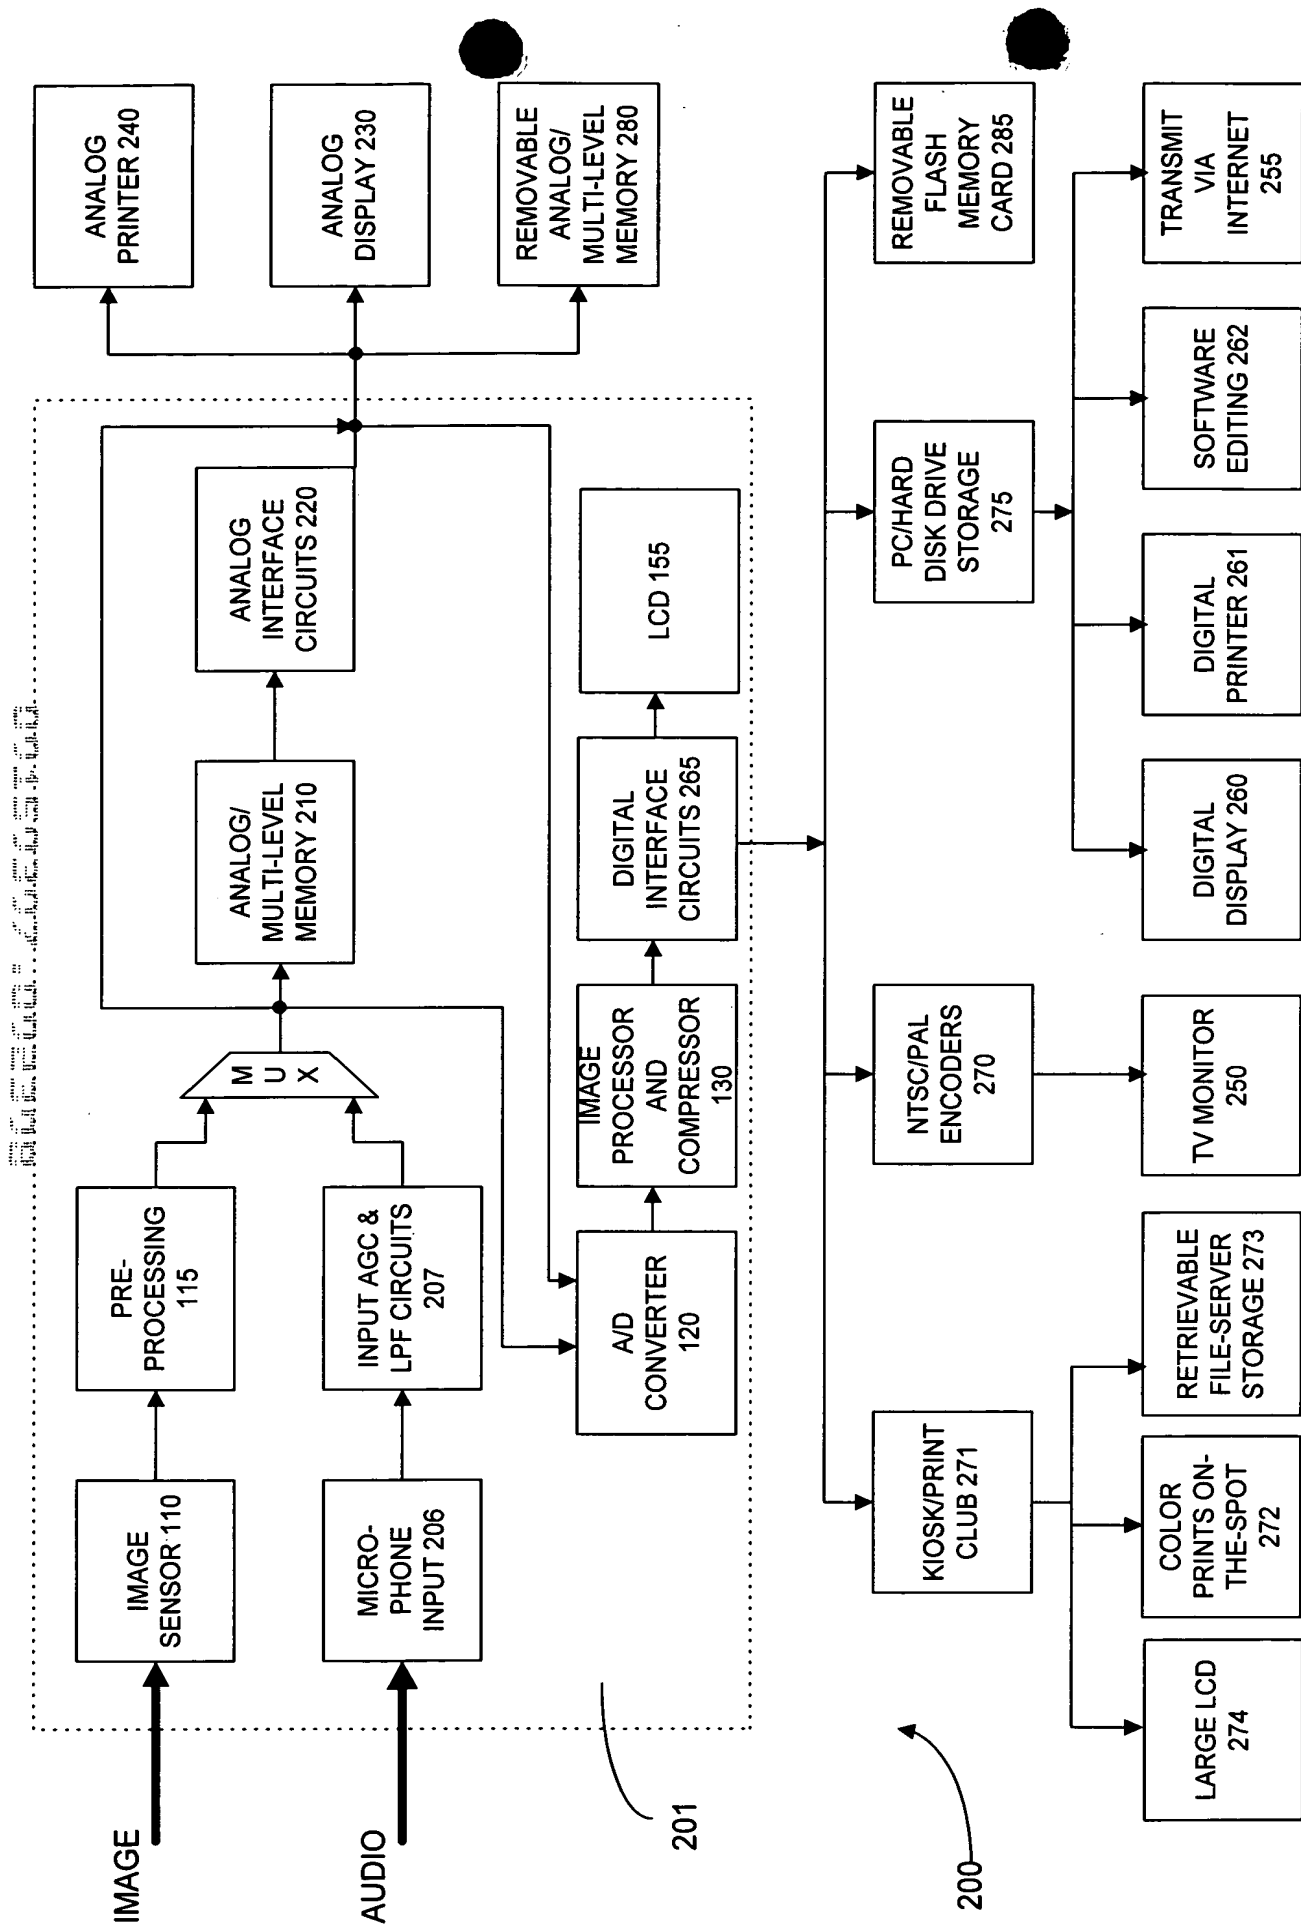 IMAGE
AUDIO
IMAGE
SENSOR 110
MICRO-
PHONE
INPUT 206
PRE-
PROCESSING
115
INPUT AGC &
LPF CIRCUITS
207
M
U
X
ANALOG/
MULTI-LEVEL
MEMORY 210
ANALOG
INTERFACE
CIRCUITS 220
ANALOG
PRINTER 240
ANALOG
DISPLAY 230
REMOVABLE
ANALOG/
MULTI-LEVEL
MEMORY 280
A/D
CONVERTER
120
IMAGE
PROCESSOR
AND
COMPRESSOR
130
DIGITAL
INTERFACE
CIRCUITS 265
LCD 155
201
200
KIOSK/PRINT
CLUB 271
NTSC/PAL
ENCODERS
270
PC/HARD
DISK DRIVE
STORAGE
275
REMOVABLE
FLASH
MEMORY
CARD 285
LARGE LCD
274
COLOR
PRINTS ON-
THE-SPOT
272
RETRIEVABLE
FILE-SERVER
STORAGE 273
TV MONITOR
250
DIGITAL
DISPLAY 260
DIGITAL
PRINTER 261
SOFTWARE
EDITING 262
TRANSMIT
VIA
INTERNET
255